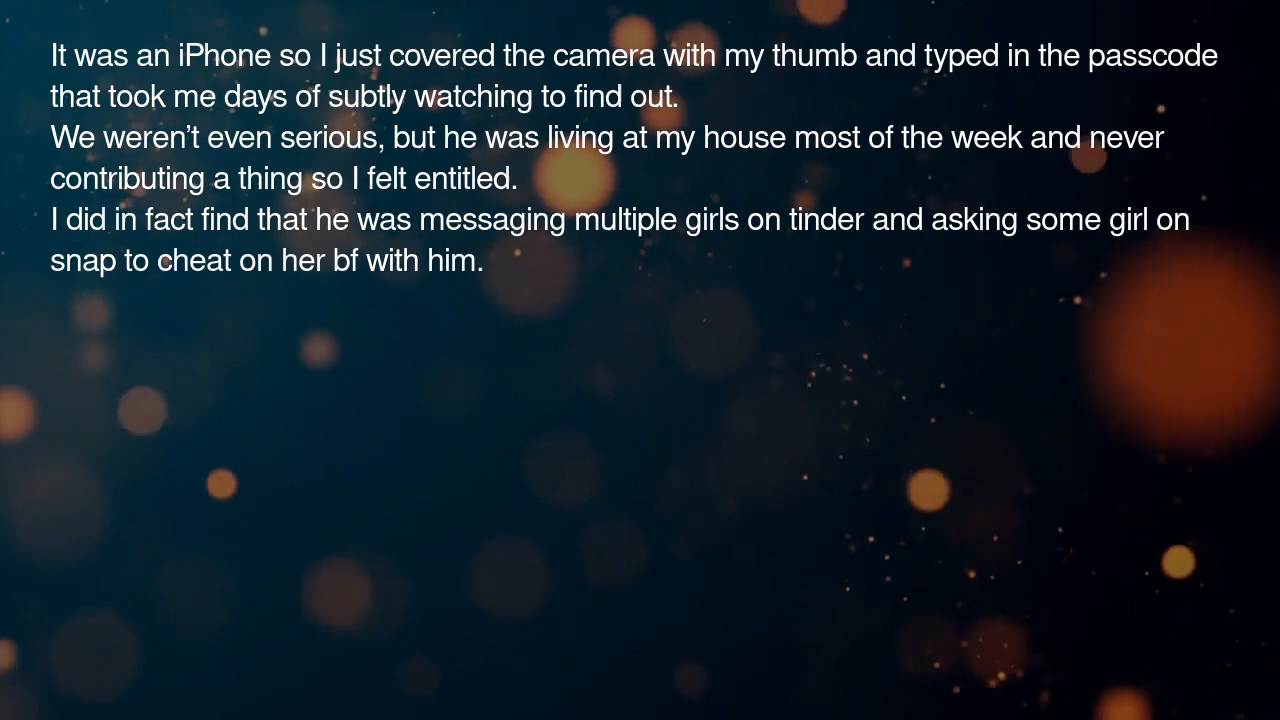 It was an iPhone so I just covered the camera with my thumb and typed in the passcode
that took me days of subtly watching to find out.
We weren’t even serious, but he was living at my house most of the week and never
contributing a thing so I felt entitled.
I did in fact find that he was messaging multiple girls on tinder and asking some girl on
snap to cheat on her bf with him.